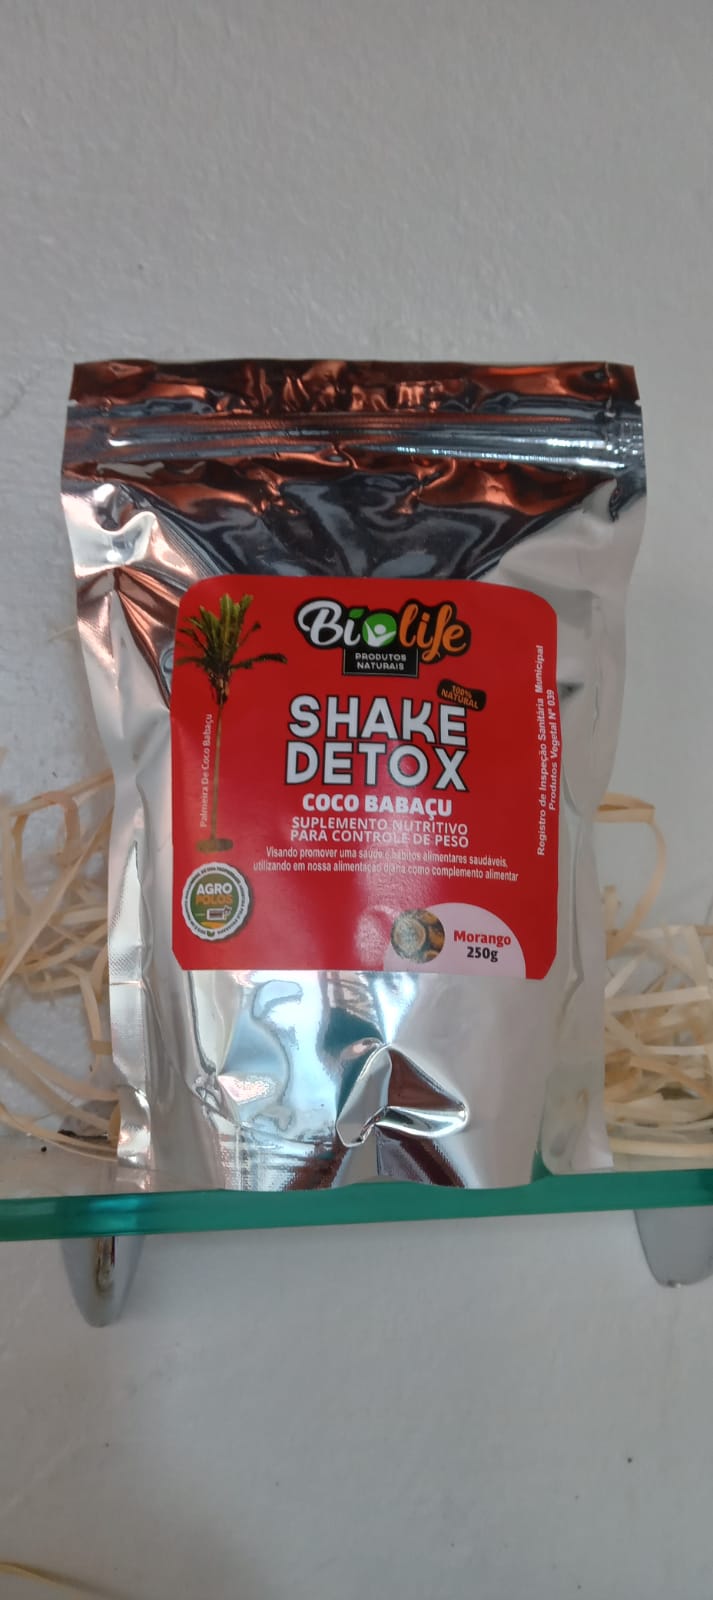 Biolife
PRODUTOS
NATURAIS
100%
NATURAL
SHAKE
DETOX
COCO BABAÇU
SUPLEMENTO NUTRITIVO
PARA CONTROLE DE PESO
Visando promover uma saúde e hábitos alimentares saudáveis,
utilizando em nossa alimentação diária como complemento alimentar
Palmeira De Coco Babaçu
Registro de Inspeção Sanitária Municipal
Produtos Vegetal Nº 039
AGRO
POLOS
Morango
250g